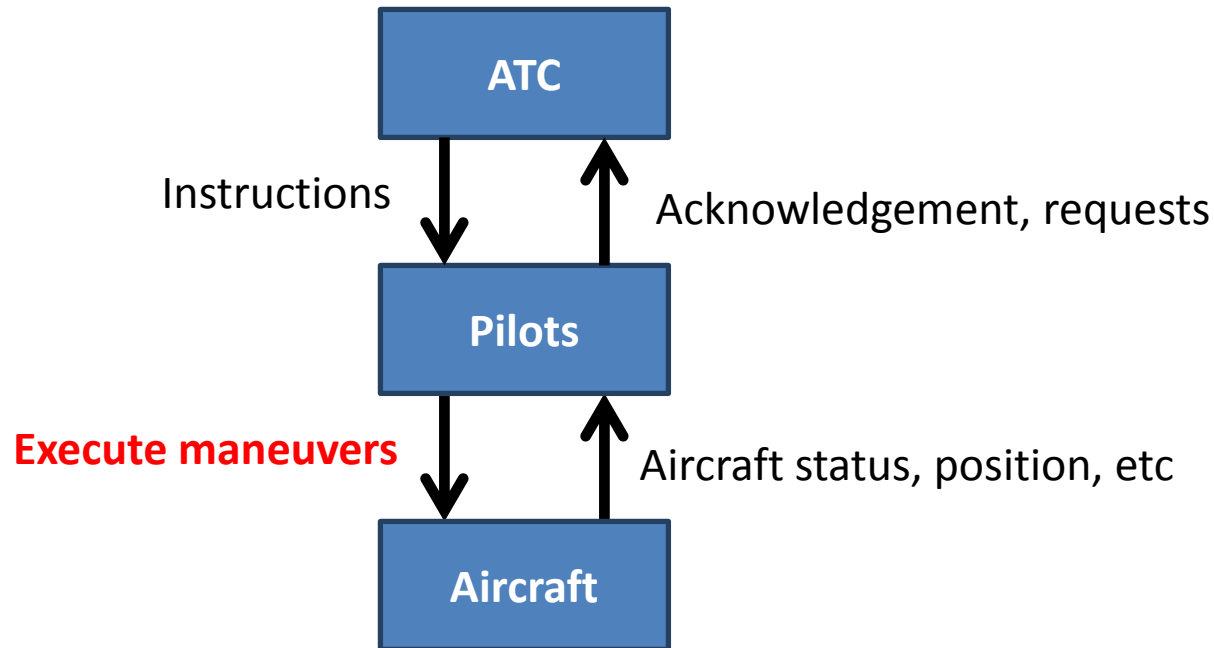 ATC
Instructions
Acknowledgement, requests
Pilots
Execute maneuvers
Aircraft status, position, etc
Aircraft